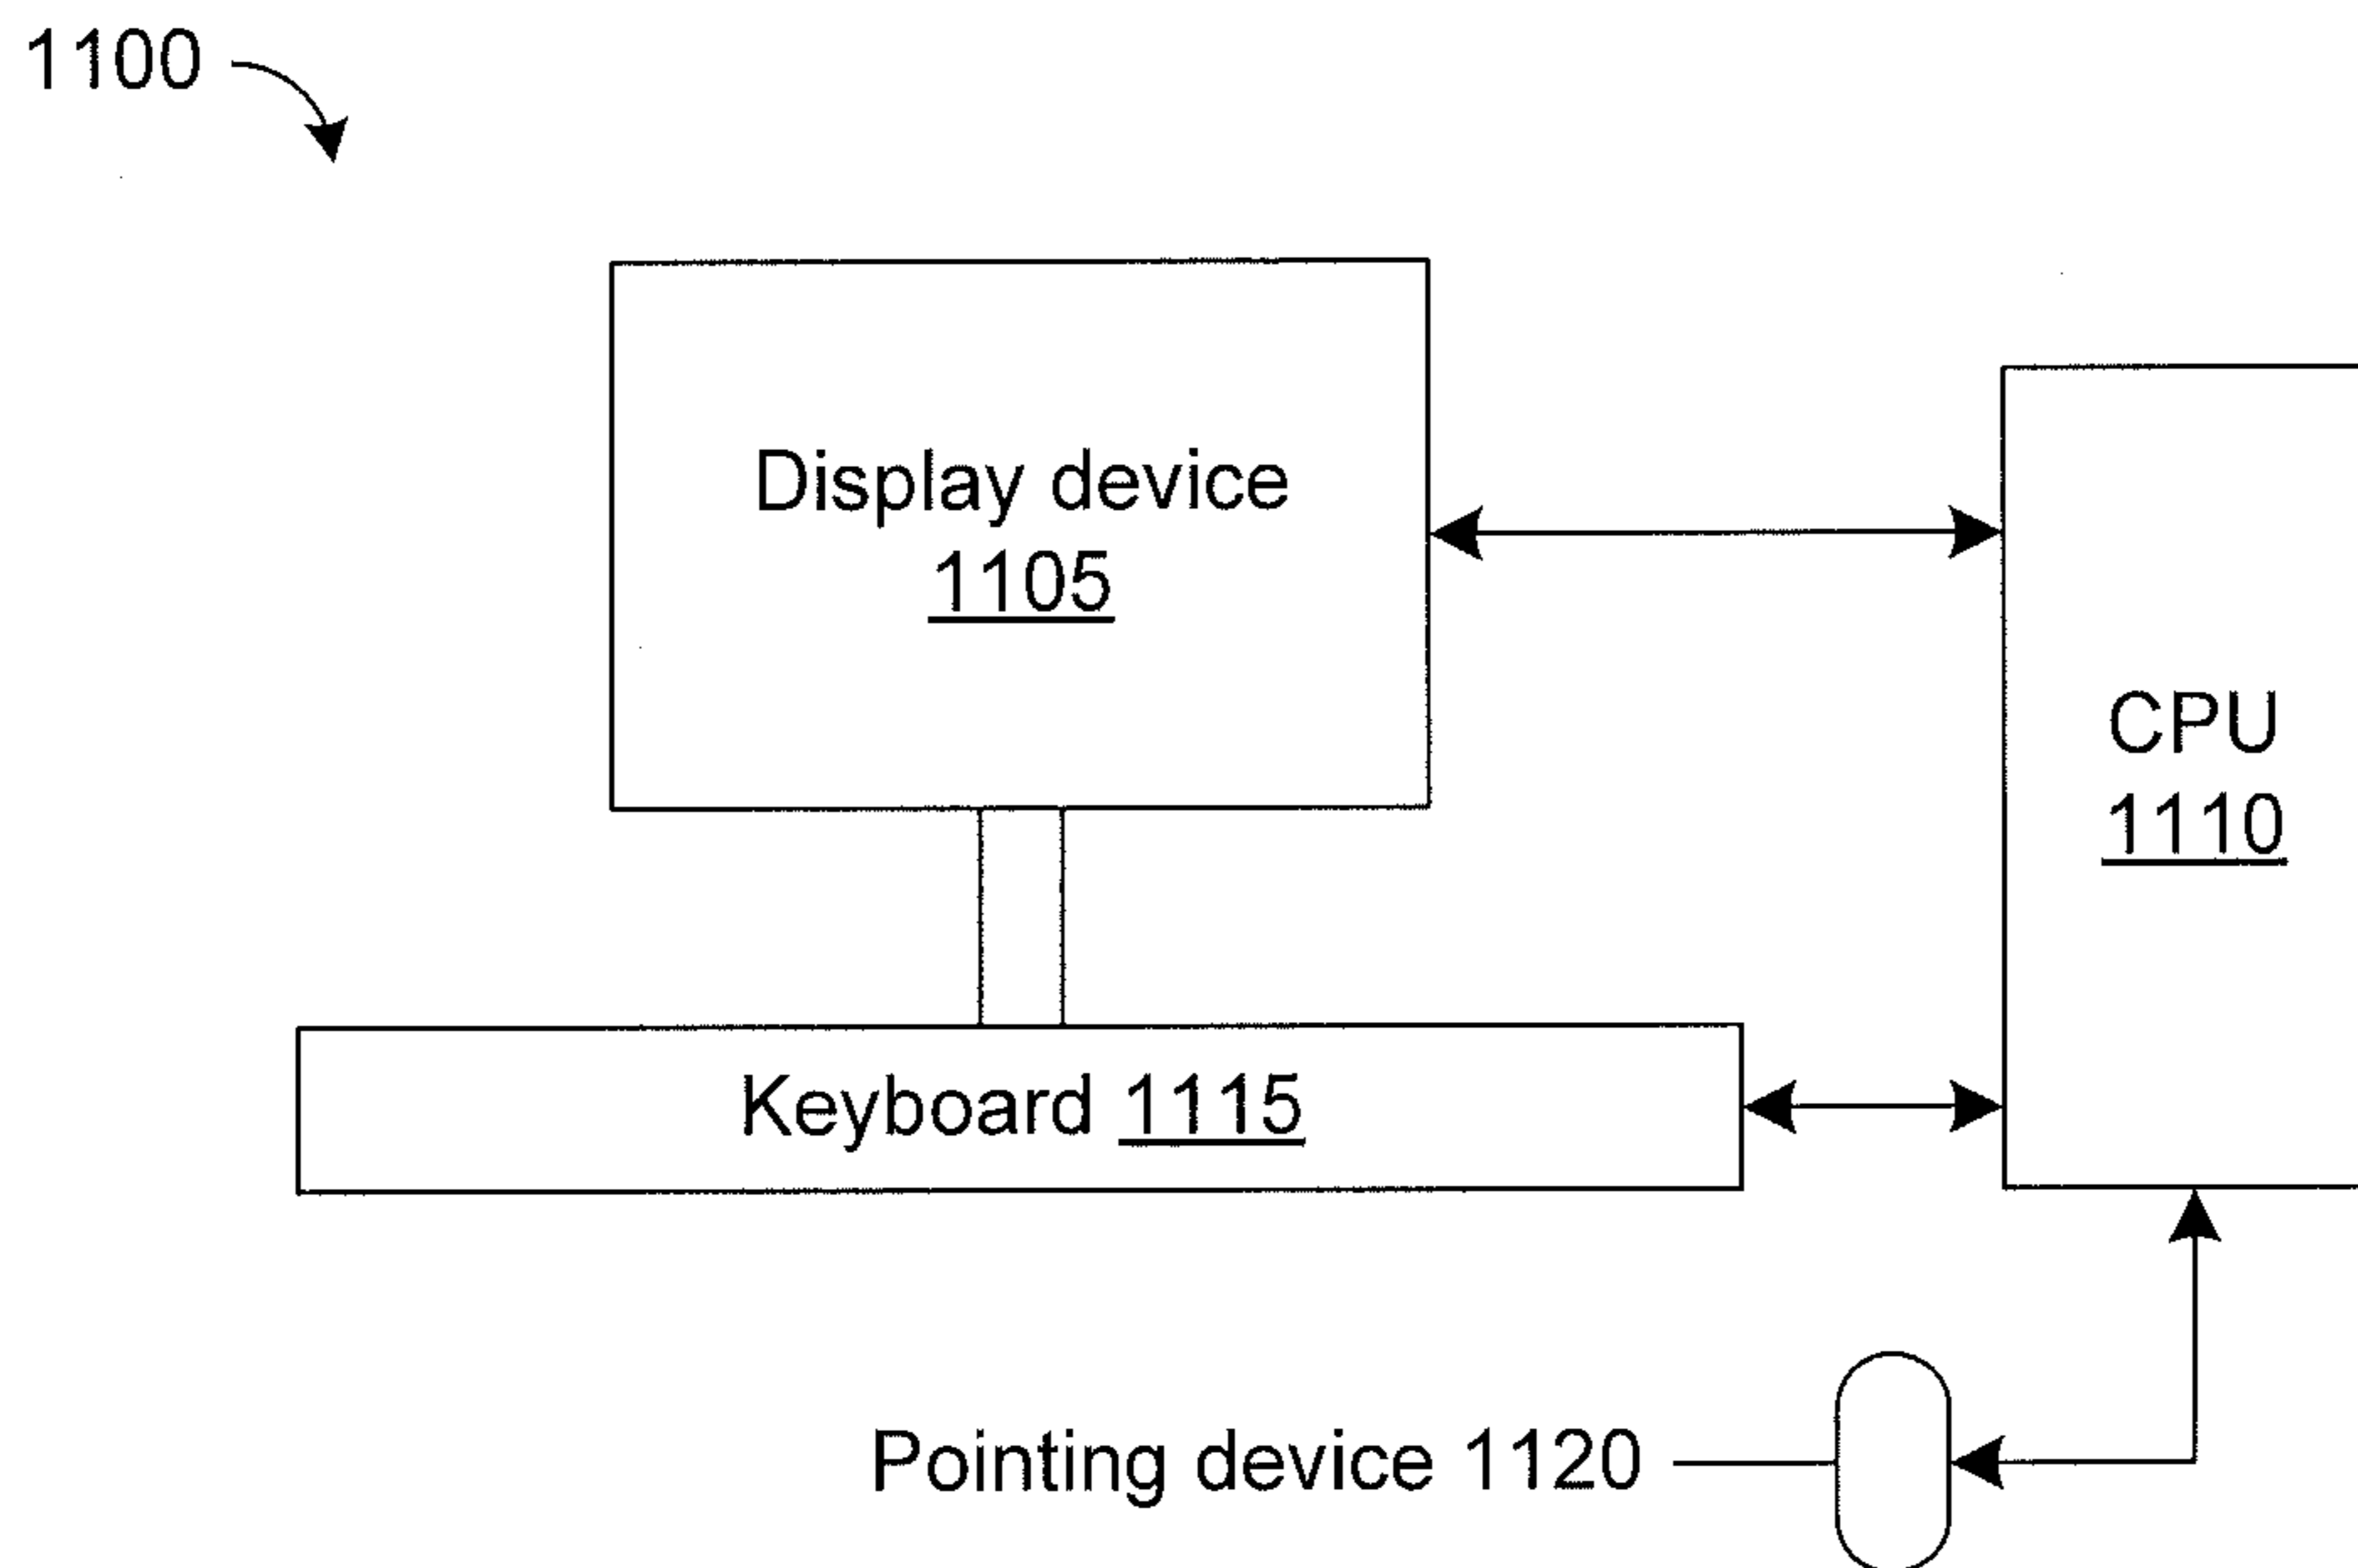 1100
Display device
1105
CPU
1110
Keyboard 1115
Pointing device 1120